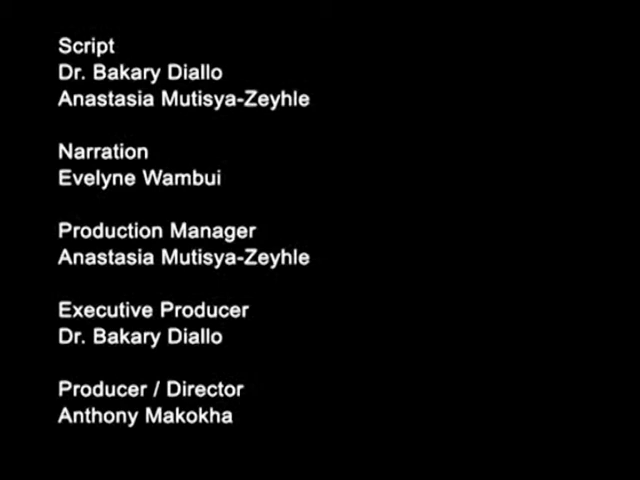 Script
Dr. Bakary Diallo
Anastasia Mutisya-Zeyhle
Narration
Evelyne Wambui
Production Manager
Anastasia Mutisya-Zeyhle
Executive Producer
Dr. Bakary Diallo
Producer / Director
Anthony Makokha